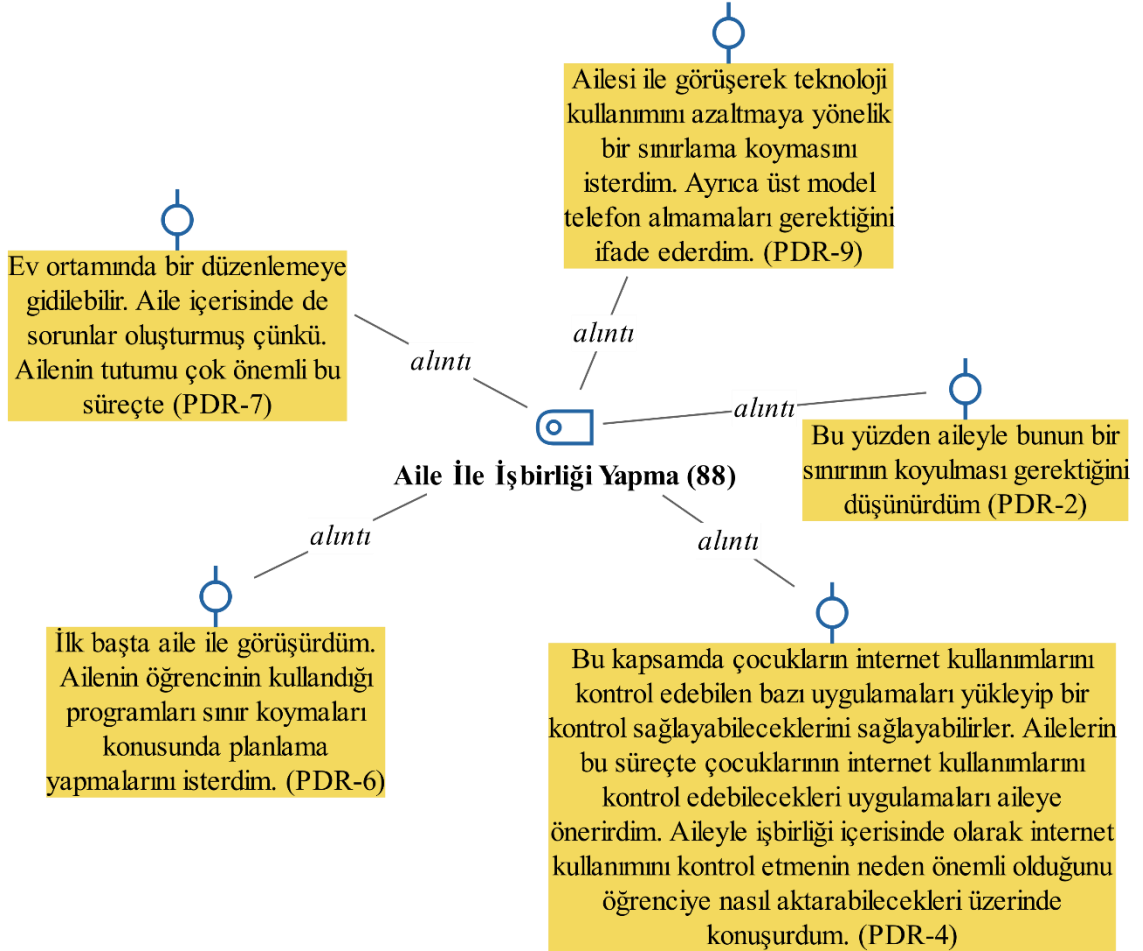 Ailesi ile görüşerek teknoloji
kullanımını azaltmaya yönelik
bir sınırlama koymasını
isterdim. Ayrıca üst model
telefon almamaları gerektiğini
ifade ederdim. (PDR-9)
Ev ortamında bir düzenlemeye
gidilebilir. Aile içerisinde de
sorunlar oluşturmuş çünkü.
Ailenin tutumu çok önemli bu
süreçte (PDR-7)
alıntı
alıntı
alıntı
Bu yüzden aileyle bunun bir
sınırının koyulması gerektiğini
düşünürdüm (PDR-2)
Aile İle İşbirliği Yapma (88)
alıntı
alıntı
İlk başta aile ile görüşürdüm.
Ailenin öğrencinin kullandığı
programları sınır koymaları
konusunda planlama
yapmalarını isterdim. (PDR-6)
Bu kapsamda çocukların internet kullanımlarını
kontrol edebilen bazı uygulamaları yükleyip bir
kontrol sağlayabileceklerini sağlayabilirler. Ailelerin
bu süreçte çocuklarının internet kullanımlarını
kontrol edebilecekleri uygulamaları aileye
önerirdim. Aileyle işbirliği içerisinde olarak internet
kullanımını kontrol etmenin neden önemli olduğunu
öğrenciye nasıl aktarabilecekleri üzerinde
konuşurdum. (PDR-4)